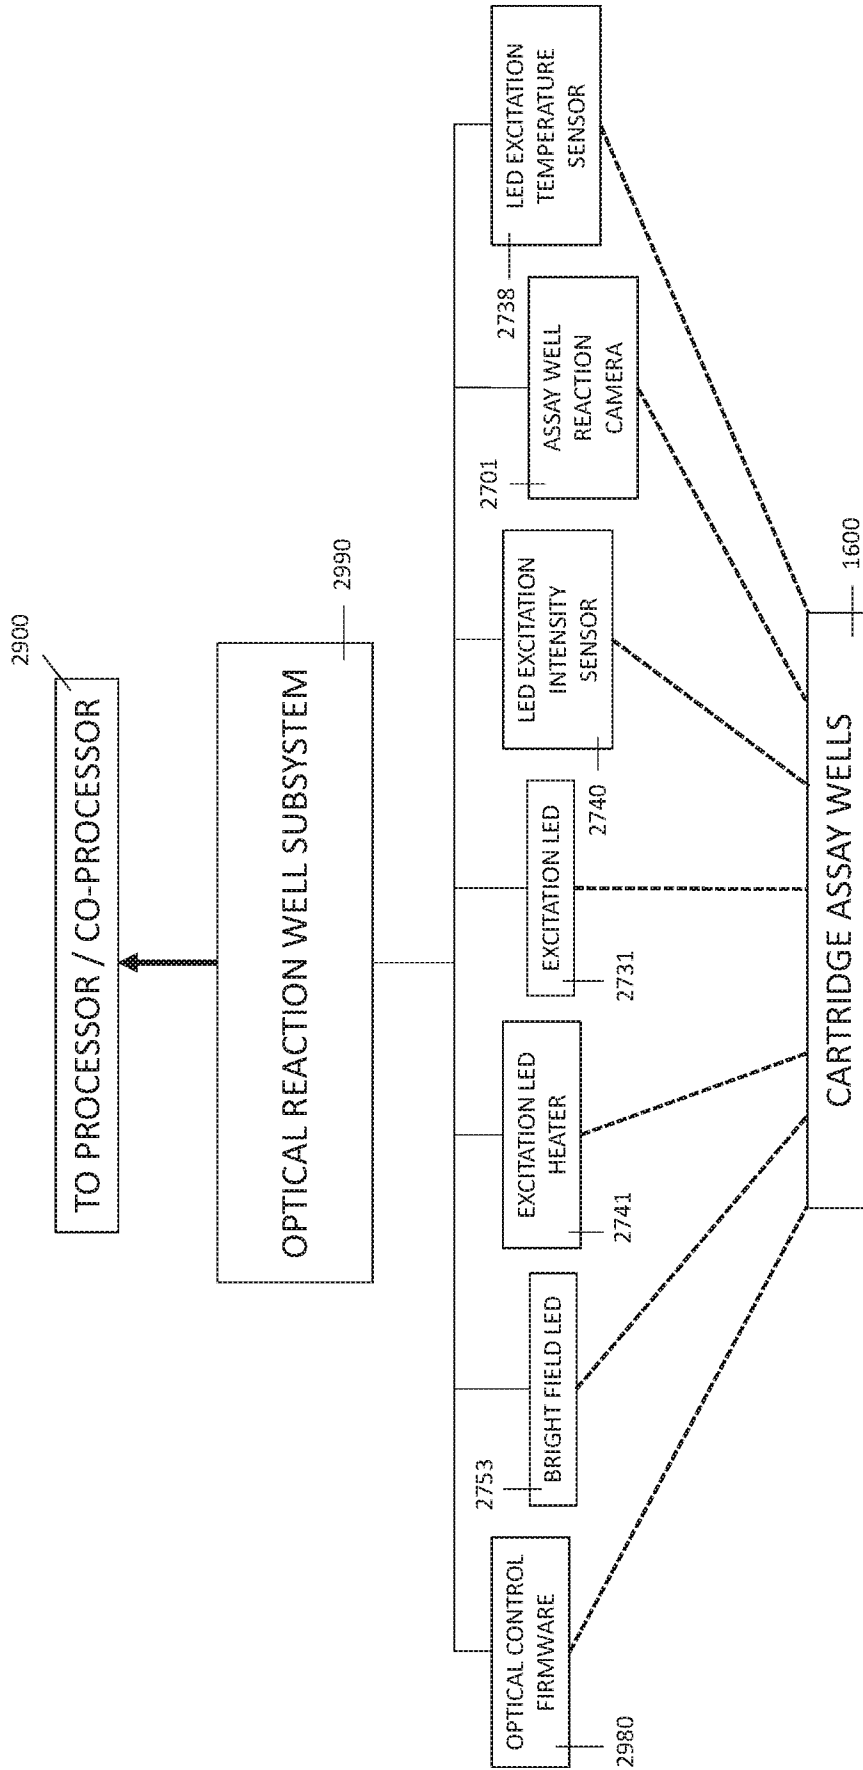 2900
TO PROCESSOR / CO-PROCESSOR
2990
OPTICAL REACTION WELL SUBSYSTEM
OPTICAL CONTROL
FIRMWARE
2980
2753
BRIGHT FIELD LED
EXCITATION LED
HEATER
2741
EXCITATION LED
2731
LED EXCITATION
INTENSITY
SENSOR
2740
2701
ASSAY WELL
REACTION
CAMERA
LED EXCITATION
TEMPERATURE
SENSOR
2738
CARTRIDGE ASSAY WELLS
1600